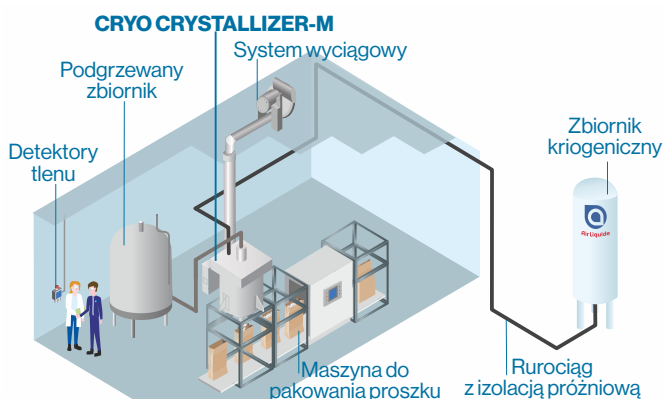 CRYO CRYSTALLIZER-M
System wyciągowy
Podgrzewany
zbiornik
Detektory
tlenu
Zbiornik
kriogeniczny
Air Liquide
Maszyna do
pakowania proszku
Rurociąg
z izolacją próżniową